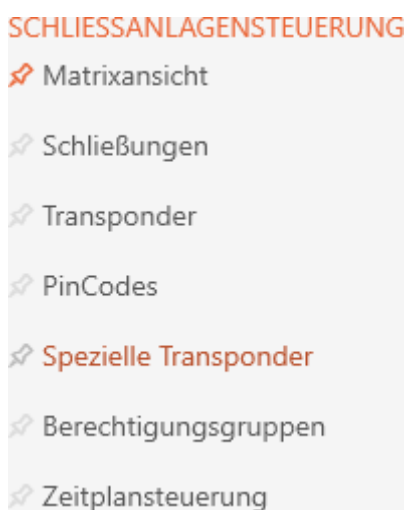 SCHLIESSANLAGENSTEUERUNG
Matrixansicht
Schließungen
Transponder
PinCodes
Spezielle Transponder
Berechtigungsgruppen
Zeitplansteuerung